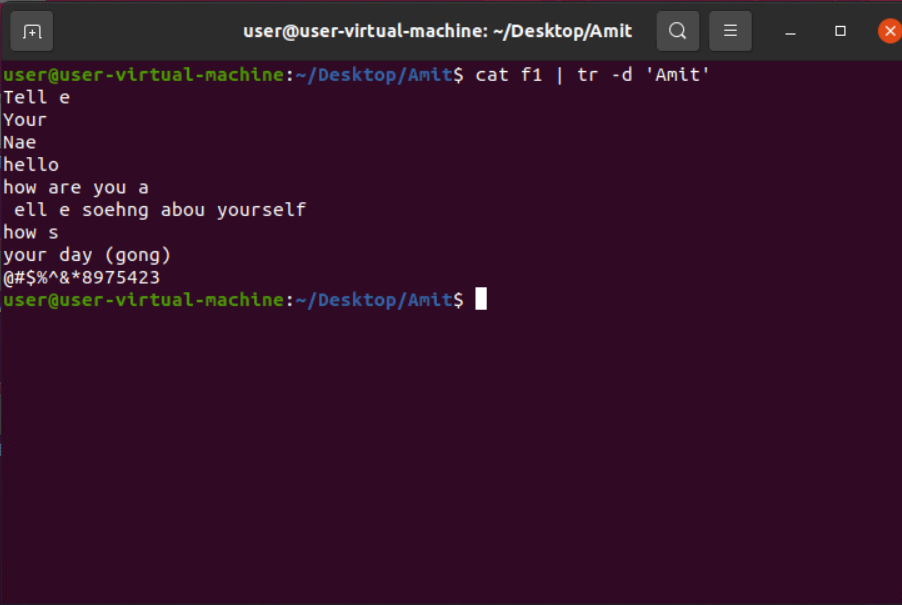 user@user-virtual-machine: ~/Desktop/Amit
user@user-virtual-machine:~/Desktop/Amit$ cat f1 | tr -d 'Amit'
Tell e
Your
Nae
hello
how are you a
 ell e soehng abou yourself
how s
your day (gong)
@#$%^&*8975423
user@user-virtual-machine:~/Desktop/Amit$